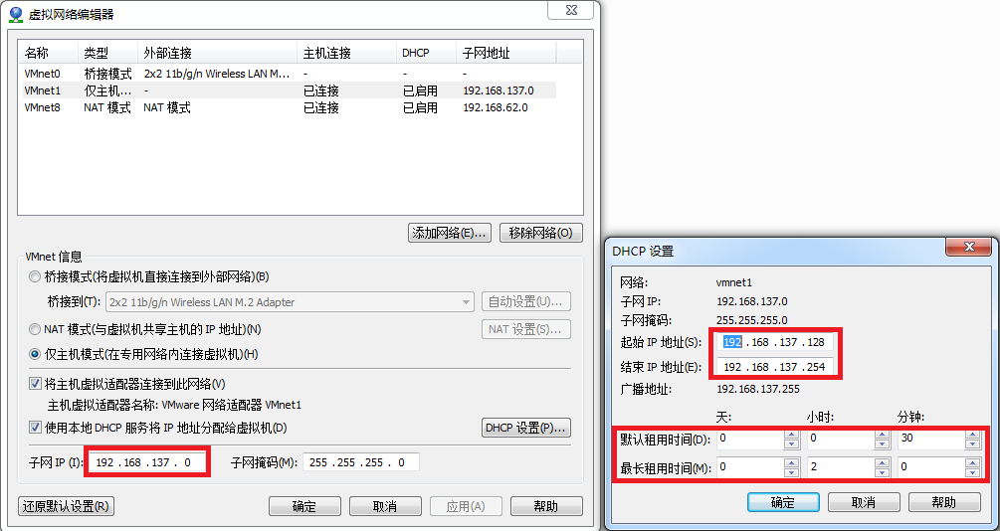 虚拟网络编辑器
名称 类型 外部连接 主机连接 DHCP 子网地址
VMnet0 桥接模式 2x2 11b/g/n Wireless LAN M... - - -
VMnet1 仅主机... - 已连接 已启用 192.168.137.0
VMnet8 NAT 模式 NAT 模式 已连接 已启用 192.168.62.0
添加网络(E)... 移除网络(O)
VMnet 信息
桥接模式(将虚拟机直接连接到外部网络)(B)
桥接到(T): 2x2 11b/g/n Wireless LAN M.2 Adapter 自动设置(U)...
NAT 模式(与虚拟机共享主机的 IP 地址)(N) NAT 设置(S)...
仅主机模式(在专用网络内连接虚拟机)(H)
将主机虚拟适配器连接到此网络(V)
主机虚拟适配器名称: VMware 网络适配器 VMnet1
使用本地 DHCP 服务将 IP 地址分配给虚拟机(D) DHCP 设置(P)...
子网 IP (I): 192 . 168 . 137 . 0 子网掩码(M): 255 . 255 . 255 . 0
还原默认设置(R) 确定 取消 应用(A) 帮助
DHCP 设置
网络: vmnet1
子网 IP: 192.168.137.0
子网掩码: 255.255.255.0
起始 IP 地址(S): 192 . 168 . 137 . 128
结束 IP 地址(E): 192 . 168 . 137 . 254
广播地址: 192.168.137.255
天: 小时: 分钟:
默认租用时间(D): 0 0 30
最长租用时间(M): 0 2 0
确定 取消 帮助